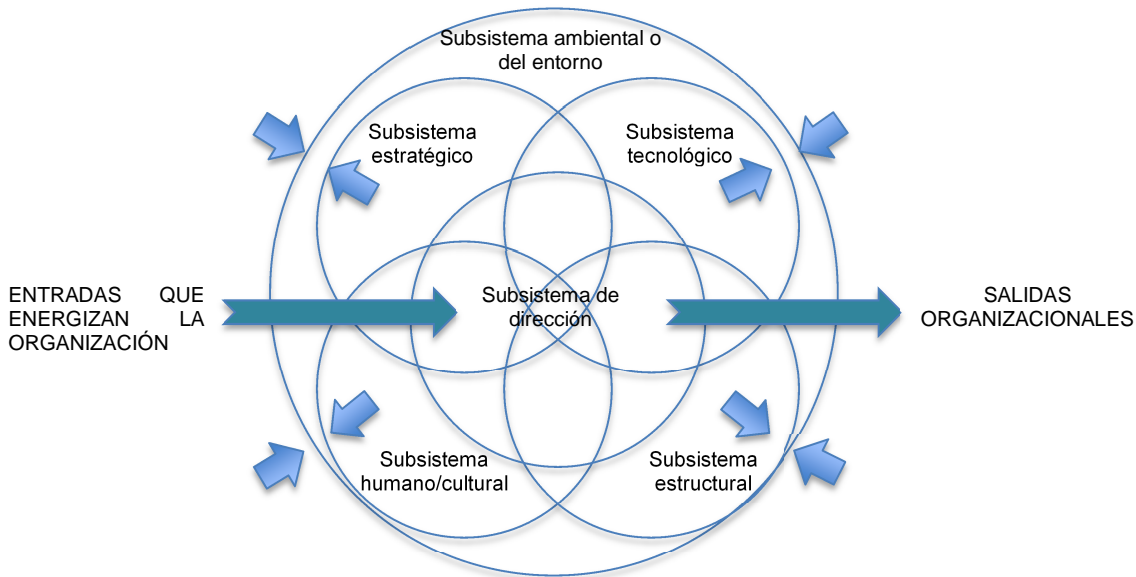 Subsistema ambiental o
del entorno
Subsistema
estratégico
Subsistema
tecnológico
ENTRADAS QUE
ENERGIZAN LA
ORGANIZACIÓN
Subsistema de
dirección
SALIDAS
ORGANIZACIONALES
Subsistema
humano/cultural
Subsistema
estructural